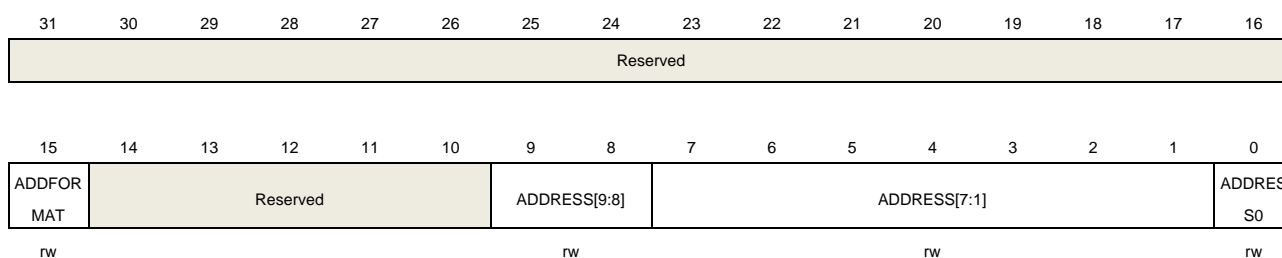 31 30 29 28 27 26 25 24 23 22 21 20 19 18 17 16
Reserved
15 14 13 12 11 10 9 8 7 6 5 4 3 2 1 0
ADDFOR
MAT
Reserved
ADDRESS[9:8]
ADDRESS[7:1]
ADDRES
S0
rw rw rw rw